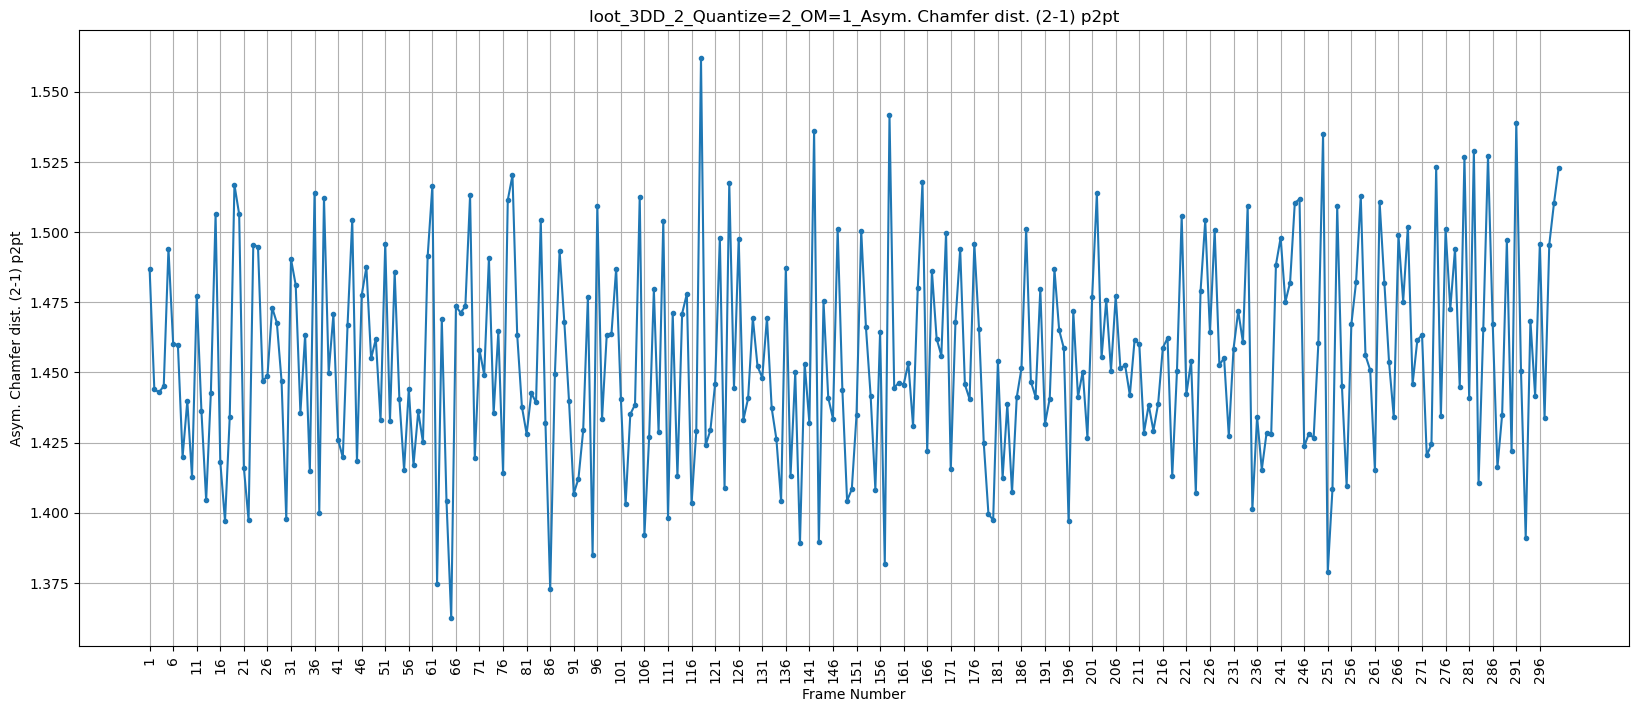 loot_3DD_2_Quantize=2_OM=1_Asym. Chamfer dist. (2-1) p2pt
Asym. Chamfer dist. (2-1) p2pt
1.550
1.525
1.500
1.475
1.450
1.425
1.400
1.375
1 6 11 16 21 26 31 36 41 46 51 56 61 66 71 76 81 86 91 96 101 106 111 116 121 126 131 136 141 146 151 156 161 166 171 176 181 186 191 196 201 206 211 216 221 226 231 236 241 246 251 256 261 266 271 276 281 286 291 296
Frame Number